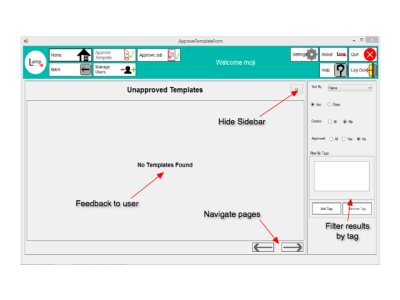 ApproveTemplateForm
Home
Approve Template
Approve Job
Settings
About
Quit
Back
Manage Users
Welcome moji
Help
Log Out
Unapproved Templates
Sort By
Name
Hide Sidebar
Asc
Desc
Creator:
All
Me
No Templates Found
Approved:
All
Yes
No
Filter By Tags:
Feedback to user
Navigate pages
Add Tag
Remove Tag
Filter results
by tag